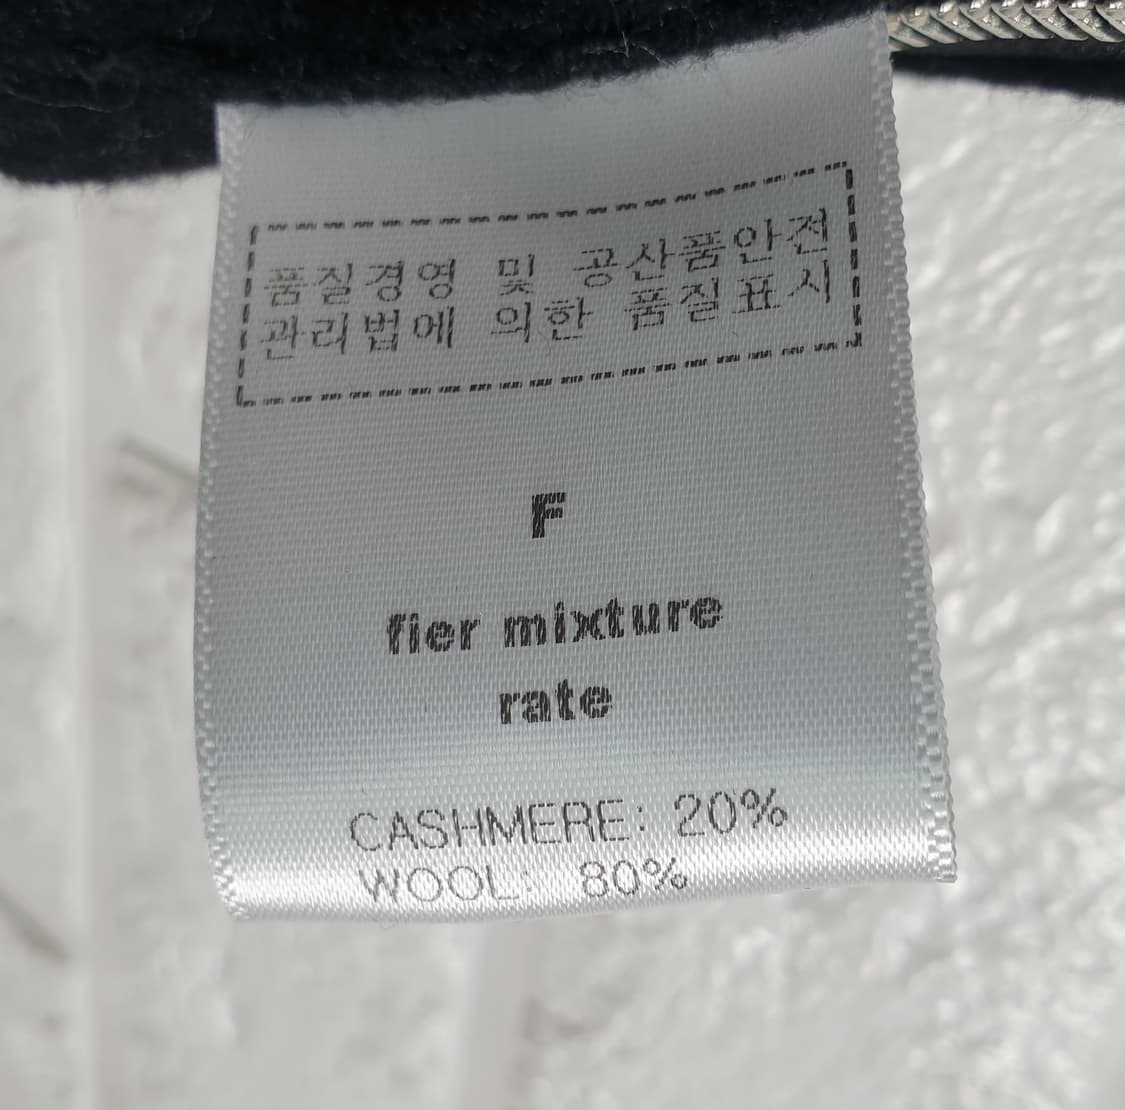 품질경영 및 공산품안전
관리법에 의한 품질표시
F
fier mixture
rate
CASHMERE: 20%
WOOL: 80%